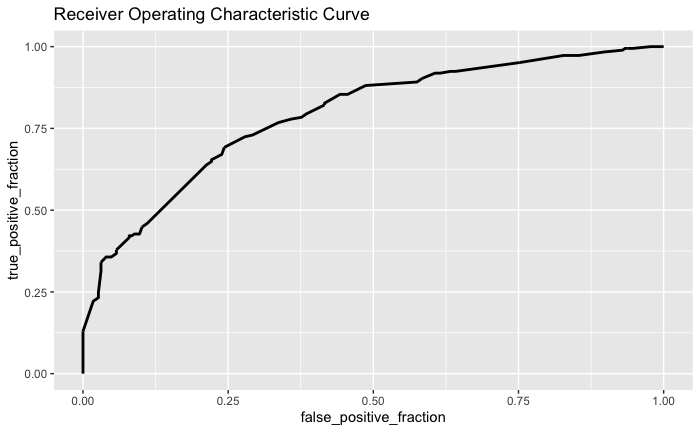 Receiver Operating Characteristic Curve
true_positive_fraction
1.00
0.75
0.50
0.25
0.00
0.00 0.25 0.50 0.75 1.00
false_positive_fraction